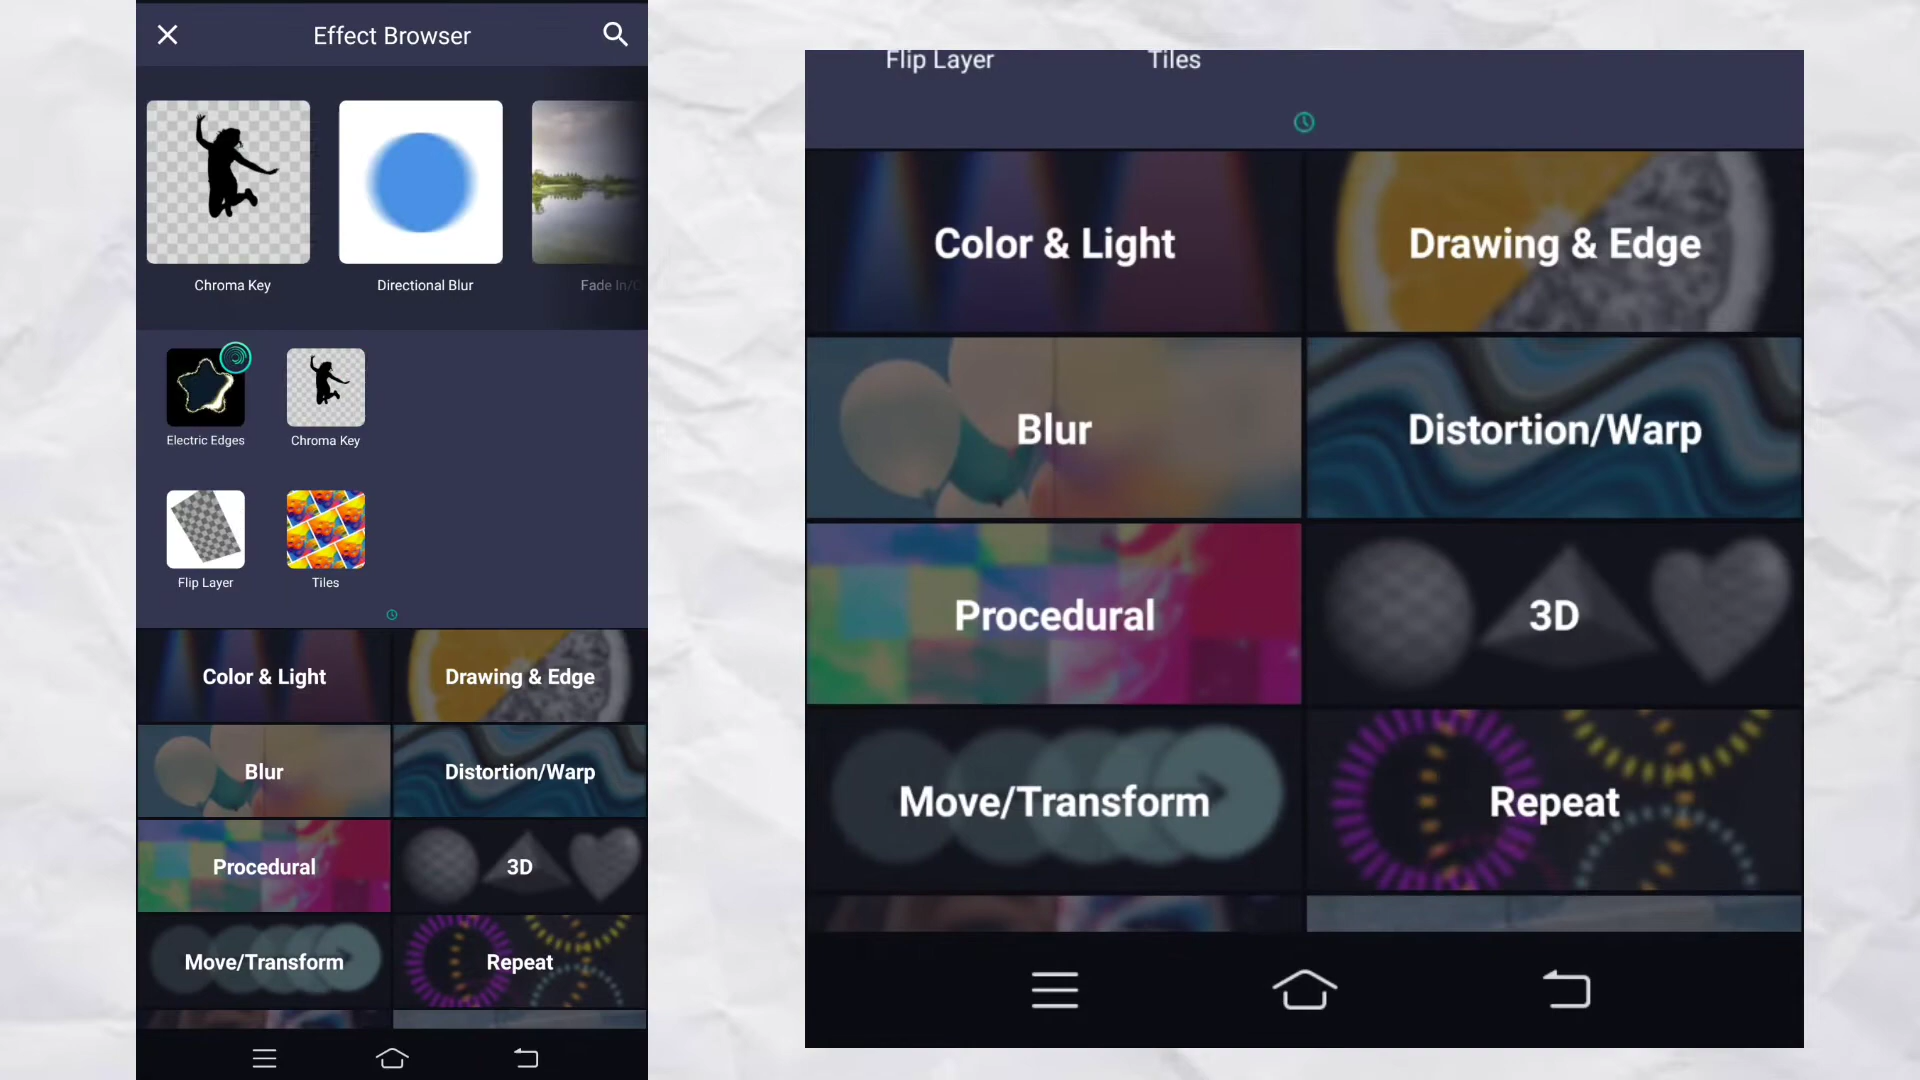 Effect Browser
Chroma Key
Directional Blur
Fade In/O
Electric Edges
Chroma Key
Flip Layer
Tiles
Color & Light
Drawing & Edge
Blur
Distortion/Warp
Procedural
3D
Move/Transform
Repeat
Flip Layer
Tiles
Color & Light
Drawing & Edge
Blur
Distortion/Warp
Procedural
3D
Move/Transform
Repeat